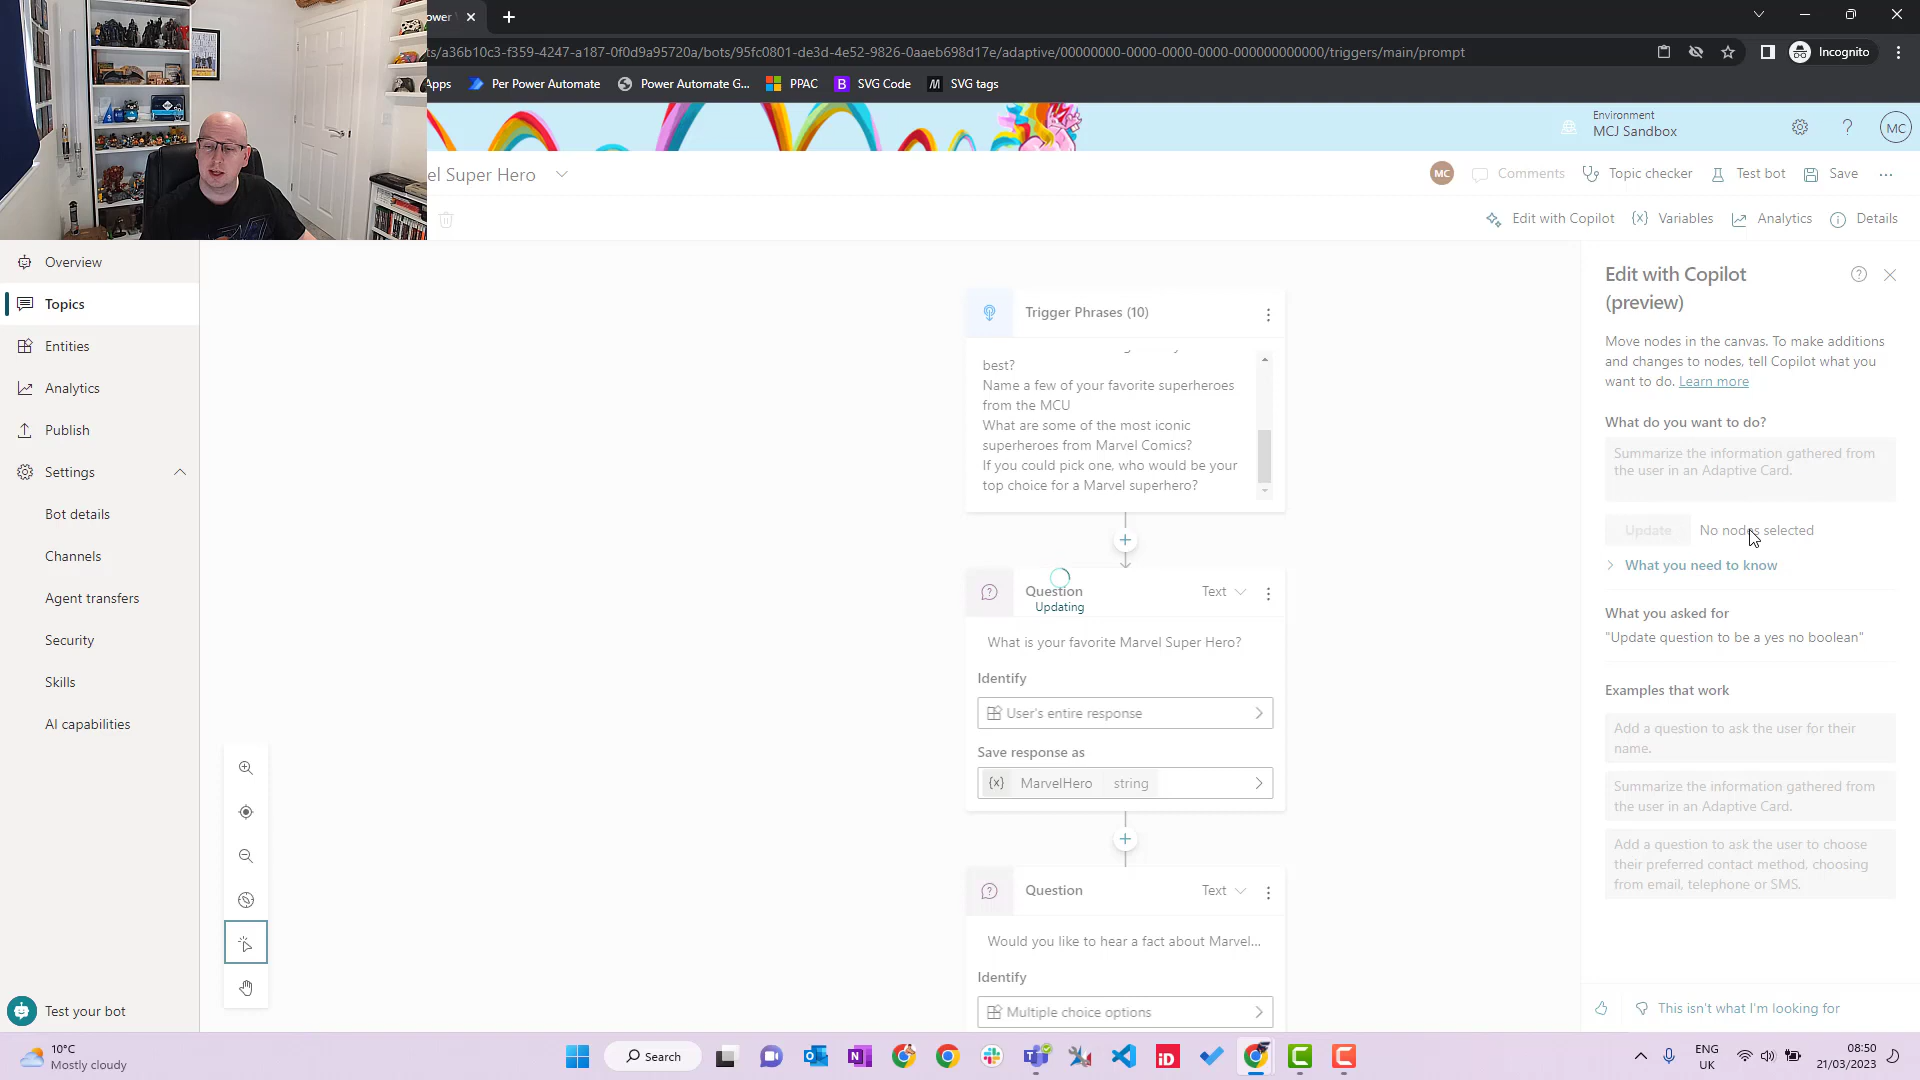 ower
Incognito
ts/a36b10c3-f359-4247-a187-0f0d9a95720a/bots/95fc0801-de3d-4e52-9826-0aaeb698d17e/adaptive/00000000-0000-0000-0000-000000000000/triggers/main/prompt
Apps
Per Power Automate
Power Automate G...
PPAC
SVG Code
SVG tags
Environment
MCJ Sandbox
MC
el Super Hero
MC
Comments
Topic checker
Test bot
Save
Edit with Copilot
Variables
Analytics
Details
Overview
Topics
Entities
Analytics
Publish
Settings
Bot details
Channels
Agent transfers
Security
Skills
AI capabilities
Test your bot
Trigger Phrases (10)
best?
Name a few of your favorite superheroes
from the MCU
What are some of the most iconic
superheroes from Marvel Comics?
If you could pick one, who would be your
top choice for a Marvel superhero?
Question
Text
Updating
What is your favorite Marvel Super Hero?
Identify
User's entire response
Save response as
{x} MarvelHero string
Question
Text
Would you like to hear a fact about Marvel...
Identify
Multiple choice options
Edit with Copilot
(preview)
Move nodes in the canvas. To make additions
and changes to nodes, tell Copilot what you
want to do. Learn more
What do you want to do?
Summarize the information gathered from
the user in an Adaptive Card.
Update
No nodes selected
What you need to know
What you asked for
"Update question to be a yes no boolean"
Examples that work
Add a question to ask the user for their
name.
Summarize the information gathered from
the user in an Adaptive Card.
Add a question to ask the user to choose
their preferred contact method, choosing
from email, telephone or SMS.
This isn't what I'm looking for
10°C
Mostly cloudy
Search
ENG
UK
08:50
21/03/2023